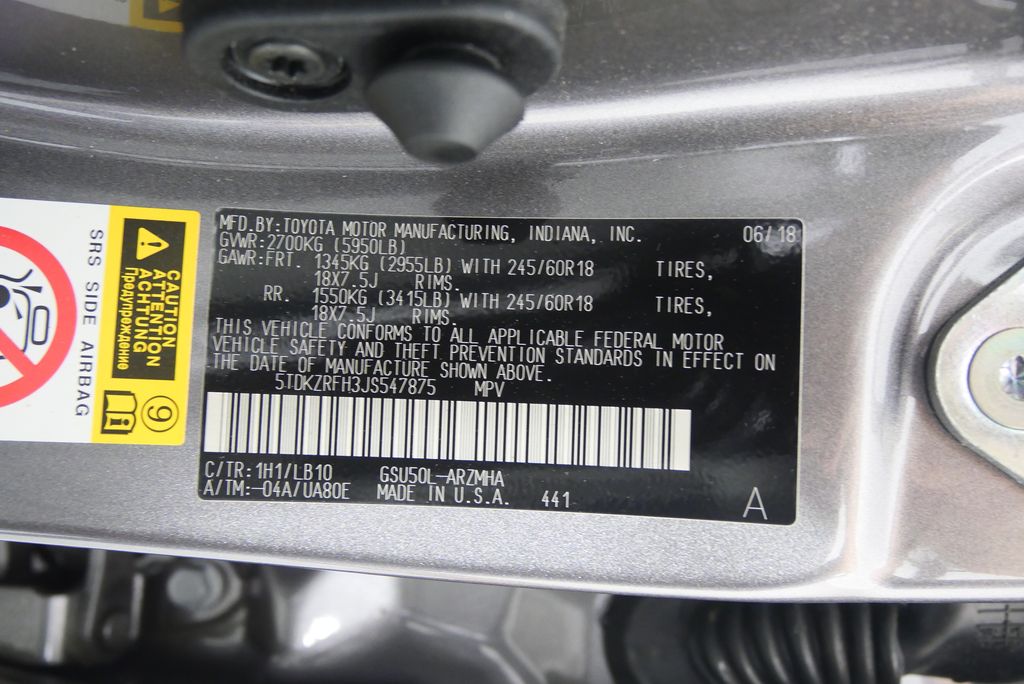 MFD.BY:TOYOTA MOTOR MANUFACTURING, INDIANA, INC. 06/18
GVWR:2700KG (5950LB)
GAWR:FRT. 1345KG (2955LB) WITH 245/60R18 TIRES,
18X7.5J RIMS.
RR. 1550KG (3415LB) WITH 245/60R18 TIRES,
18X7.5J RIMS.
THIS VEHICLE CONFORMS TO ALL APPLICABLE FEDERAL MOTOR
VEHICLE SAFETY AND THEFT PREVENTION STANDARDS IN EFFECT ON
THE DATE OF MANUFACTURE SHOWN ABOVE.
5TDKZRFH3JS547875 MPV
C/TR:1H1/LB10 GSU50L-ARZMHA
A/TM:-04A/UA80E MADE IN U.S.A. 441 A
CAUTION
ATTENTION
ACHTUNG
Предупреждение
9
SRS SIDE AIRBAG